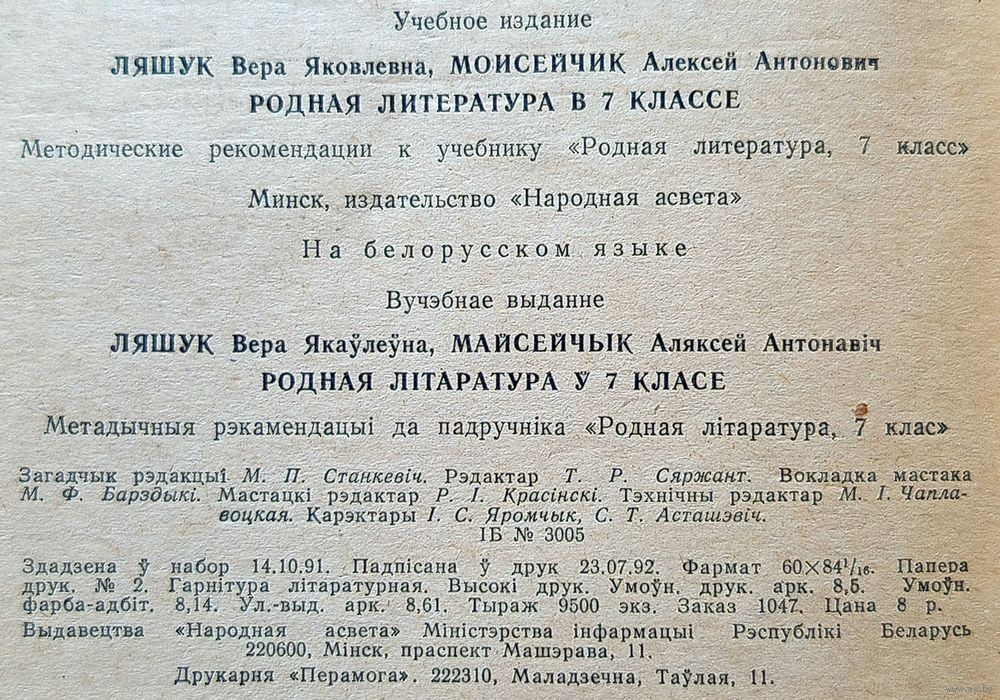 Учебное издание
ЛЯШУК Вера Яковлевна, МОИСЕЙЧИК Алексей Антонович
РОДНАЯ ЛИТЕРАТУРА В 7 КЛАССЕ
Методические рекомендации к учебнику «Родная литература, 7 класс»
Минск, издательство «Народная асвета»
На белорусском языке
Вучэбнае выданне
ЛЯШУК Вера Якаўлеўна, МАЙСЕЙЧЫК Аляксей Антонавіч
РОДНАЯ ЛІТАРАТУРА Ў 7 КЛАСЕ
Метадычныя рэкамендацыі да падручніка «Родная літаратура, 7 клас»
Загадчык рэдакцыі М. П. Станкевіч. Рэдактар Т. Р. Сяржант. Вокладка мастака
М. Ф. Барэдыкі. Мастацкі рэдактар Р. І. Красінскі. Тэхнічны рэдактар М. І. Чапла-
воцкая. Карэктары І. С. Яромчык, С. Т. Асташэвіч.
ІБ № 3005
Здадзена ў набор 14.10.91. Падпісана ў друк 23.07.92. Фармат 60×84¹/₁₆. Папера
друк. № 2. Гарнітура літаратурная. Высокі друк. Умоўн. друк. арк. 8,5. Умоўн.
фарба-адбіт. 8,14. Ул.-выд. арк. 8,61. Тыраж 9500 экз. Заказ 1047. Цана 8 р.
Выдавецтва «Народная асвета» Міністэрства інфармацыі Рэспублікі Беларусь
220600, Мінск, праспект Машэрава, 11.
Друкарня «Перамога». 222310, Маладзечна, Таўлая, 11.
www.ay.by